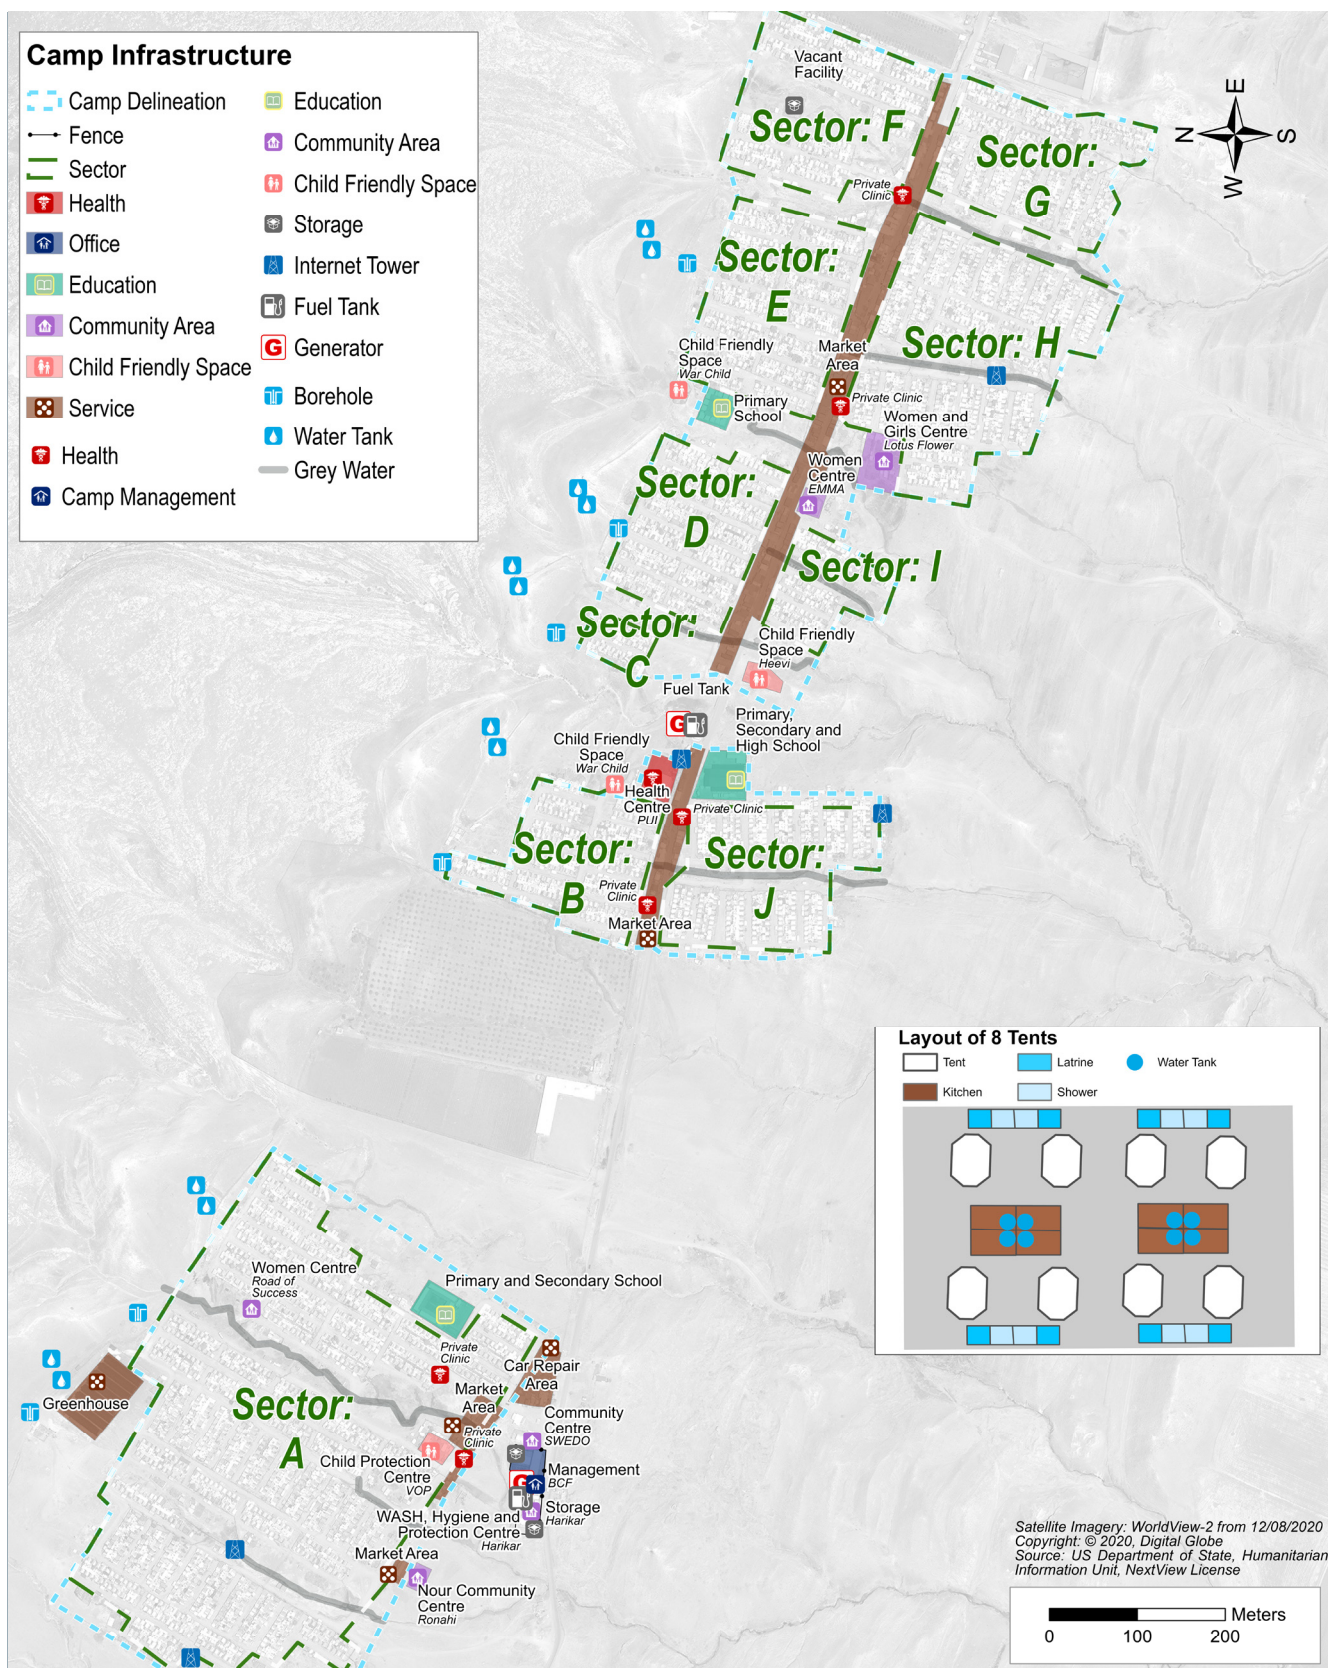 Camp Infrastructure
Camp Delineation
Fence
Sector
Health
Office
Education
Community Area
Child Friendly Space
Service
Health
Camp Management
Education
Community Area
Child Friendly Space
Storage
Internet Tower
Fuel Tank
G Generator
Borehole
Water Tank
Grey Water
E
N
S
W
Vacant
Facility
Sector: F
Sector:
G
Private
Clinic
Sector:
E
Sector: H
Child Friendly
Space
War Child
Market
Area
Primary
School
Private Clinic
Women and
Girls Centre
Lotus Flower
Women
Centre
EMMA
Sector:
D
Sector: I
Sector:
C
Child Friendly
Space
Heevi
Fuel Tank
G
Primary,
Secondary and
High School
Child Friendly
Space
War Child
Health
Centre
PUI
Private Clinic
Sector:
B
Sector:
J
Private
Clinic
Market Area
Layout of 8 Tents
Tent
Latrine
Water Tank
Kitchen
Shower
Women Centre
Road of
Success
Primary and Secondary School
Private
Clinic
Car Repair
Area
Market
Area
Greenhouse
Sector:
A
Community
Centre
SWEDO
Private
Clinic
Child Protection
Centre
VOP
Management
BCF
G
Storage
Harikar
WASH, Hygiene and
Protection Centre
Harikar
Market Area
Nour Community
Centre
Ronahi
Satellite Imagery: WorldView-2 from 12/08/2020
Copyright: © 2020, Digital Globe
Source: US Department of State, Humanitarian
Information Unit, NextView License
Meters
0 100 200